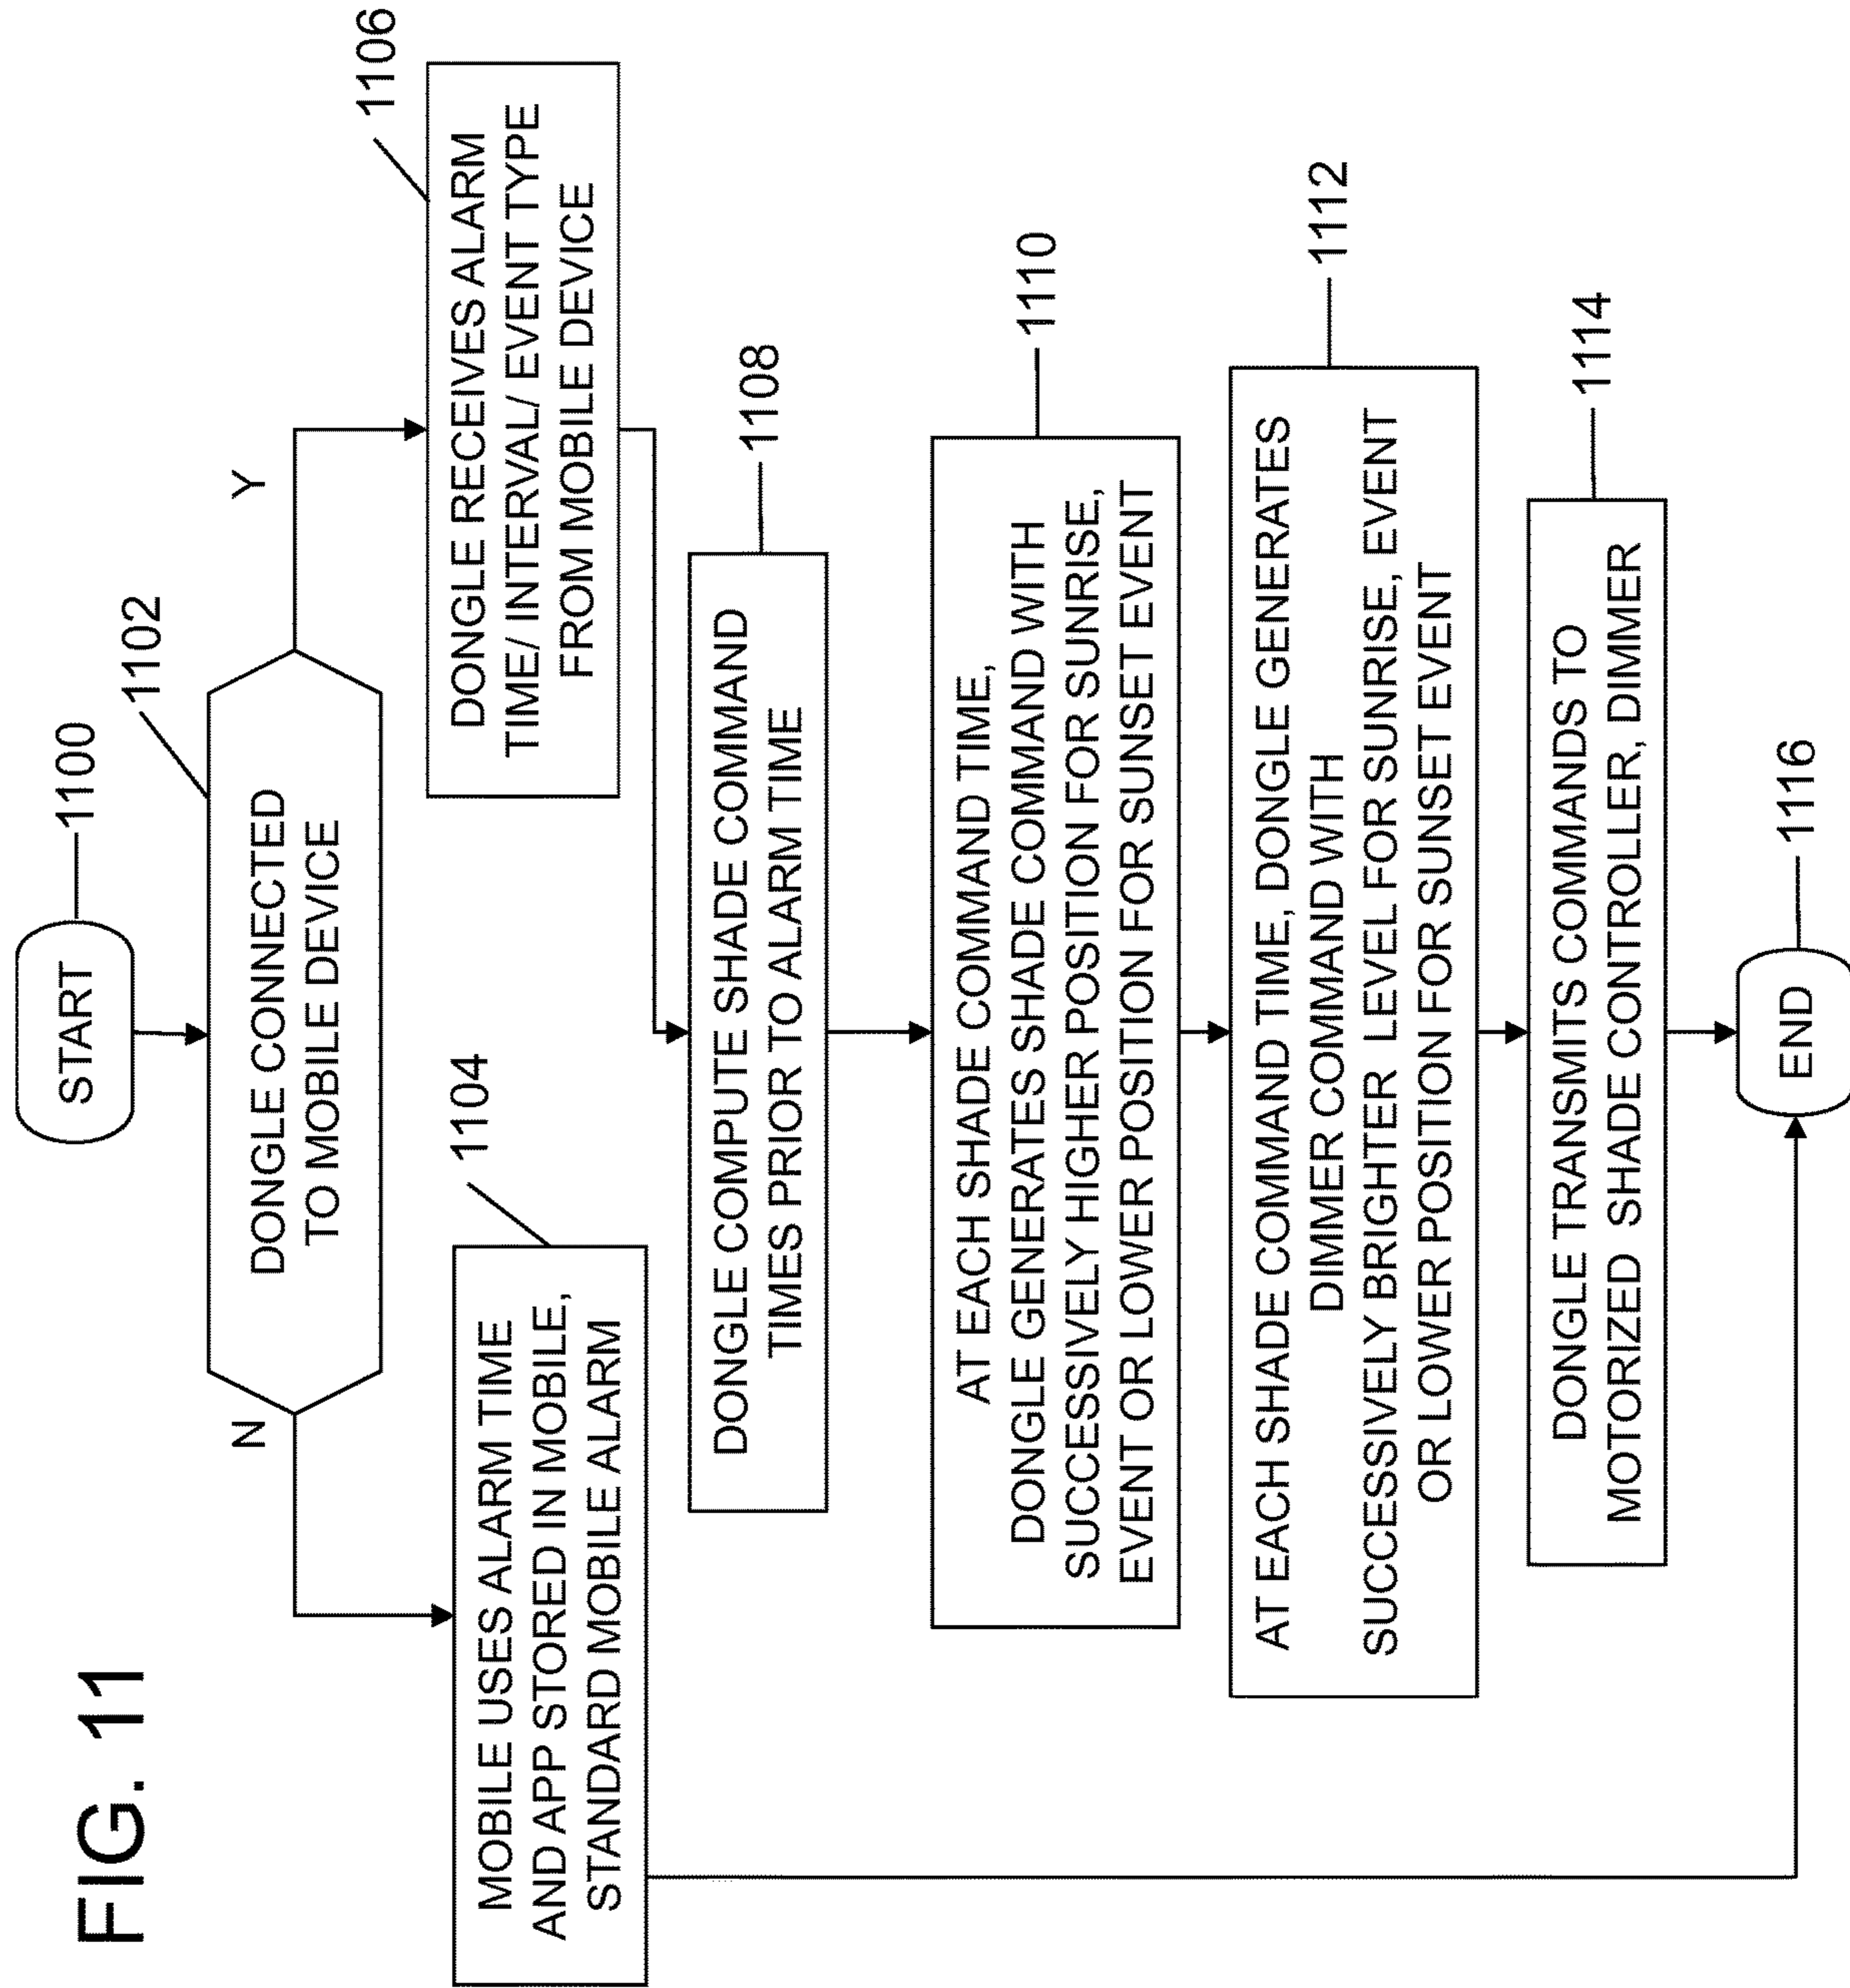 FIG. 11
START
1100
1102
DONGLE CONNECTED
TO MOBILE DEVICE
N
Y
1104
MOBILE USES ALARM TIME
AND APP STORED IN MOBILE,
STANDARD MOBILE ALARM
1106
DONGLE RECEIVES ALARM
TIME/ INTERVAL/ EVENT TYPE
FROM MOBILE DEVICE
1108
DONGLE COMPUTE SHADE COMMAND
TIMES PRIOR TO ALARM TIME
1110
AT EACH SHADE COMMAND TIME,
DONGLE GENERATES SHADE COMMAND WITH
SUCCESSIVELY HIGHER POSITION FOR SUNRISE,
EVENT OR LOWER POSITION FOR SUNSET EVENT
1112
AT EACH SHADE COMMAND TIME, DONGLE GENERATES
DIMMER COMMAND WITH
SUCCESSIVELY BRIGHTER LEVEL FOR SUNRISE, EVENT
OR LOWER POSITION FOR SUNSET EVENT
1114
DONGLE TRANSMITS COMMANDS TO
MOTORIZED SHADE CONTROLLER, DIMMER
END
1116